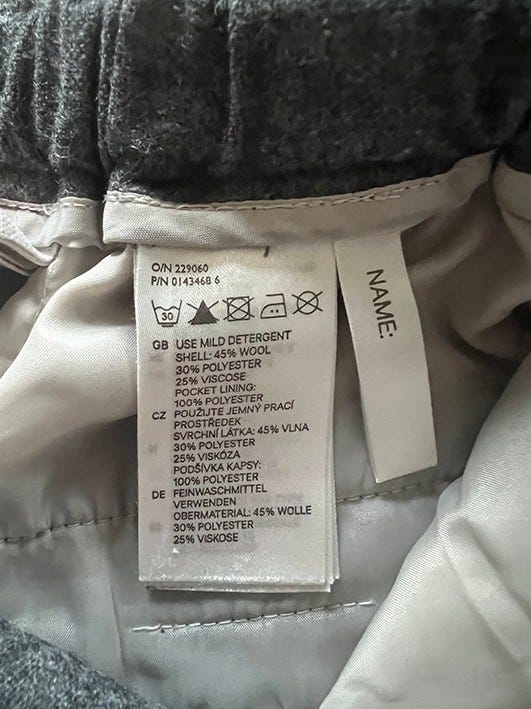 O/N 229060
P/N 0143468 6
30
GB USE MILD DETERGENT
SHELL: 45% WOOL
30% POLYESTER
25% VISCOSE
POCKET LINING:
100% POLYESTER
CZ POUŽIJTE JEMNÝ PRACÍ
PROSTŘEDEK
SVRCHNÍ LÁTKA: 45% VLNA
30% POLYESTER
25% VISKÓZA
PODŠÍVKA KAPSY:
100% POLYESTER
DE FEINWASCHMITTEL
VERWENDEN
OBERMATERIAL: 45% WOLLE
30% POLYESTER
25% VISKOSE
NAME: